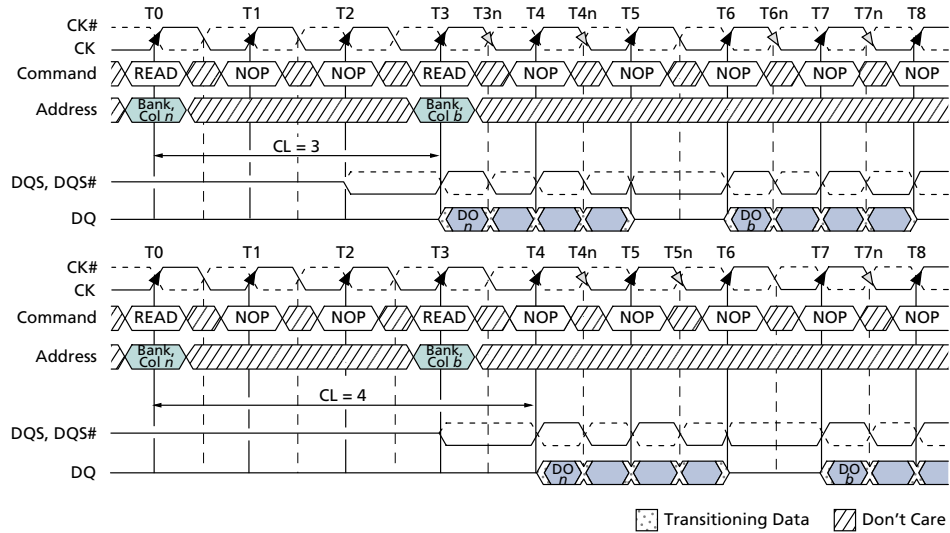 T0 T1 T2 T3 T3n T4 T4n T5 T6 T6n T7 T7n T8
CK#
CK
Command READ NOP NOP READ NOP NOP NOP NOP NOP
Address Bank, Col n Bank, Col b
CL = 3
DQS, DQS#
DQ DO n DO b
T0 T1 T2 T3 T4 T4n T5 T5n T6 T7 T7n T8
CK#
CK
Command READ NOP NOP READ NOP NOP NOP NOP NOP
Address Bank, Col n Bank, Col b
CL = 4
DQS, DQS#
DQ DO n DO b
Transitioning Data Don't Care